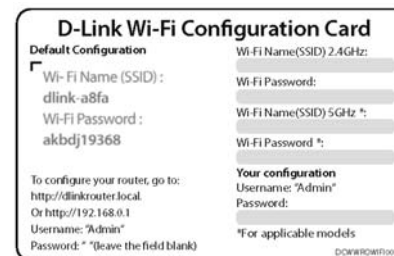 D-Link Wi-Fi Configuration Card
Default Configuration
Wi- Fi Name (SSID) :
dlink-a8fa
Wi-Fi Password :
akbdj19368
To configure your router, go to:
http://dlinkrouter.local
Or http://192.168.0.1
Username: "Admin"
Password: " "(leave the field blank)
Wi-Fi Name(SSID) 2.4GHz:
Wi-Fi Password:
Wi-Fi Name(SSID) 5GHz *:
Wi-Fi Password *:
Your configuration
Username: "Admin"
Password:
*For applicable models